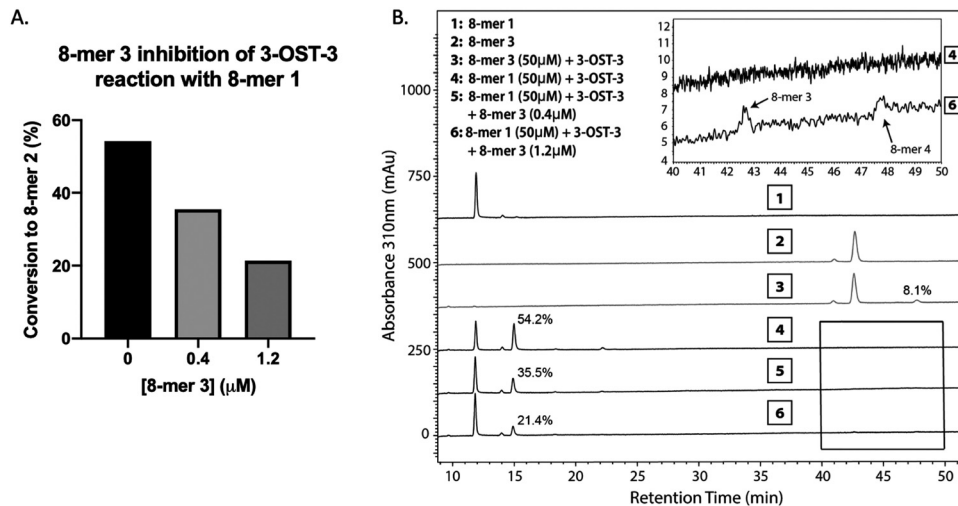 A.
8-mer 3 inhibition of 3-OST-3
reaction with 8-mer 1
Conversion to 8-mer 2 (%)
60
40
20
0
0 0.4 1.2
[8-mer 3] (μM)
B.
1: 8-mer 1
2: 8-mer 3
3: 8-mer 3 (50μM) + 3-OST-3
4: 8-mer 1 (50μM) + 3-OST-3
5: 8-mer 1 (50μM) + 3-OST-3
+ 8-mer 3 (0.4μM)
6: 8-mer 1 (50μM) + 3-OST-3
+ 8-mer 3 (1.2μM)
12
11
10
9
8
7
6
5
4
40 41 42 43 44 45 46 47 48 49 50
8-mer 3
8-mer 4
4
6
Absorbance 310nm (mAu)
1000
750
500
250
0
1
2
3
8.1%
54.2%
4
35.5%
5
21.4%
6
10 15 20 25 30 35 40 45 50
Retention Time (min)